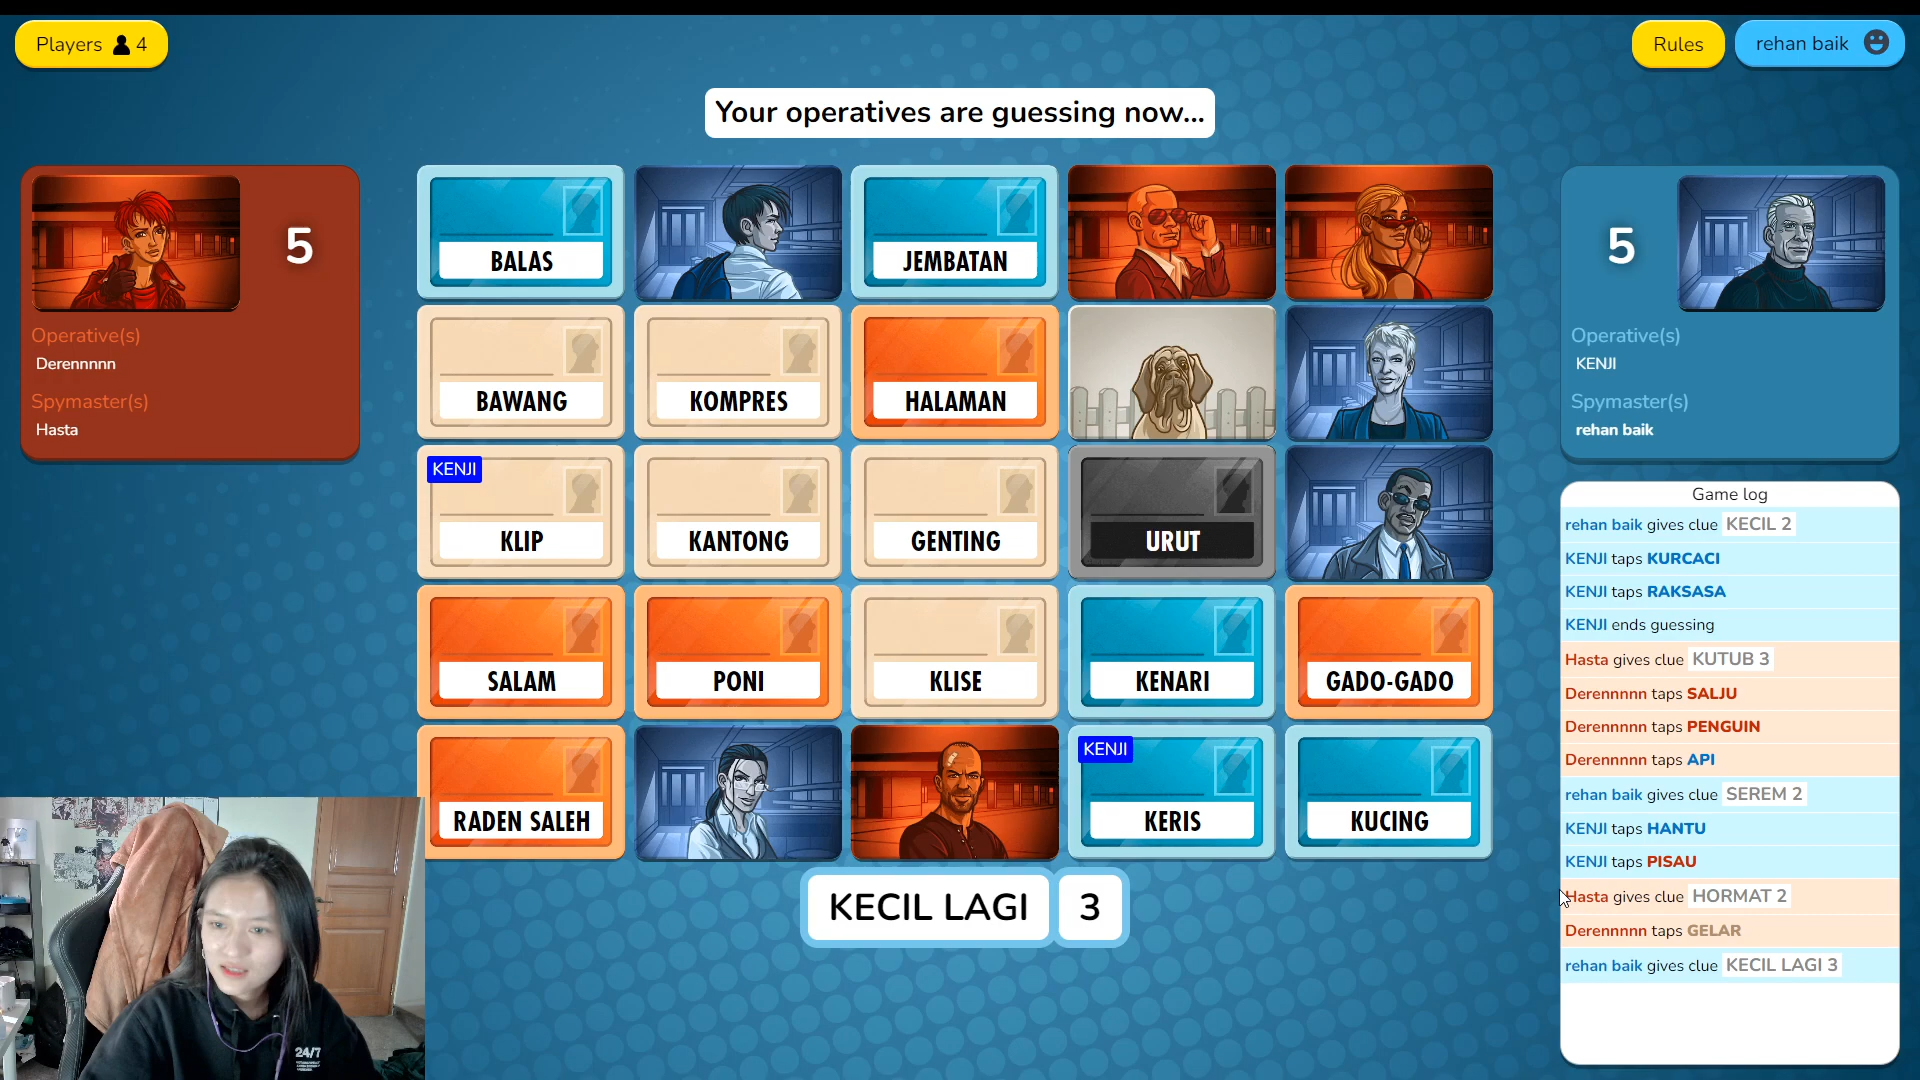 Players 4
Rules
rehan baik
Your operatives are guessing now...
5
Operative(s)
Derennnnn
Spymaster(s)
Hasta
BALAS
JEMBATAN
BAWANG
KOMPRES
HALAMAN
KENJI
KLIP
KANTONG
GENTING
URUT
SALAM
PONI
KLISE
KENARI
GADO-GADO
RADEN SALEH
KENJI
KERIS
KUCING
KECIL LAGI 3
5
Operative(s)
KENJI
Spymaster(s)
rehan baik
Game log
rehan baik gives clue KECIL 2
KENJI taps KURCACI
KENJI taps RAKSASA
KENJI ends guessing
Hasta gives clue KUTUB 3
Derennnnn taps SALJU
Derennnnn taps PENGUIN
Derennnnn taps API
rehan baik gives clue SEREM 2
KENJI taps HANTU
KENJI taps PISAU
Hasta gives clue HORMAT 2
Derennnnn taps GELAR
rehan baik gives clue KECIL LAGI 3
24/7